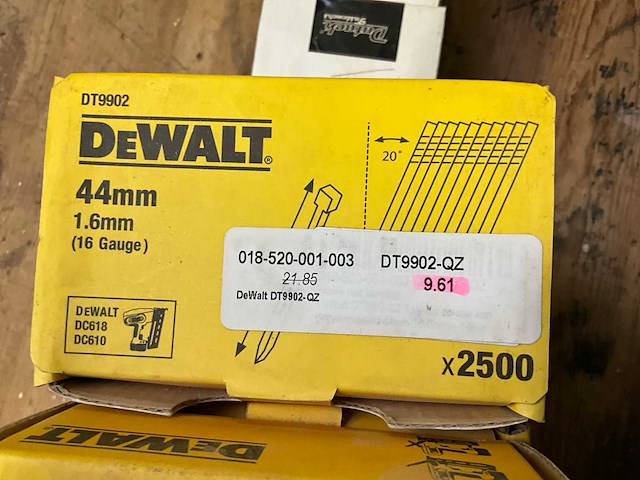 DT9902
DEWALT®
44mm
1.6mm
(16 Gauge)
20°
018-520-001-003 DT9902-QZ
21.85 9.61
DeWalt DT9902-QZ
DEWALT
DC618
DC610
x2500
DEWALT